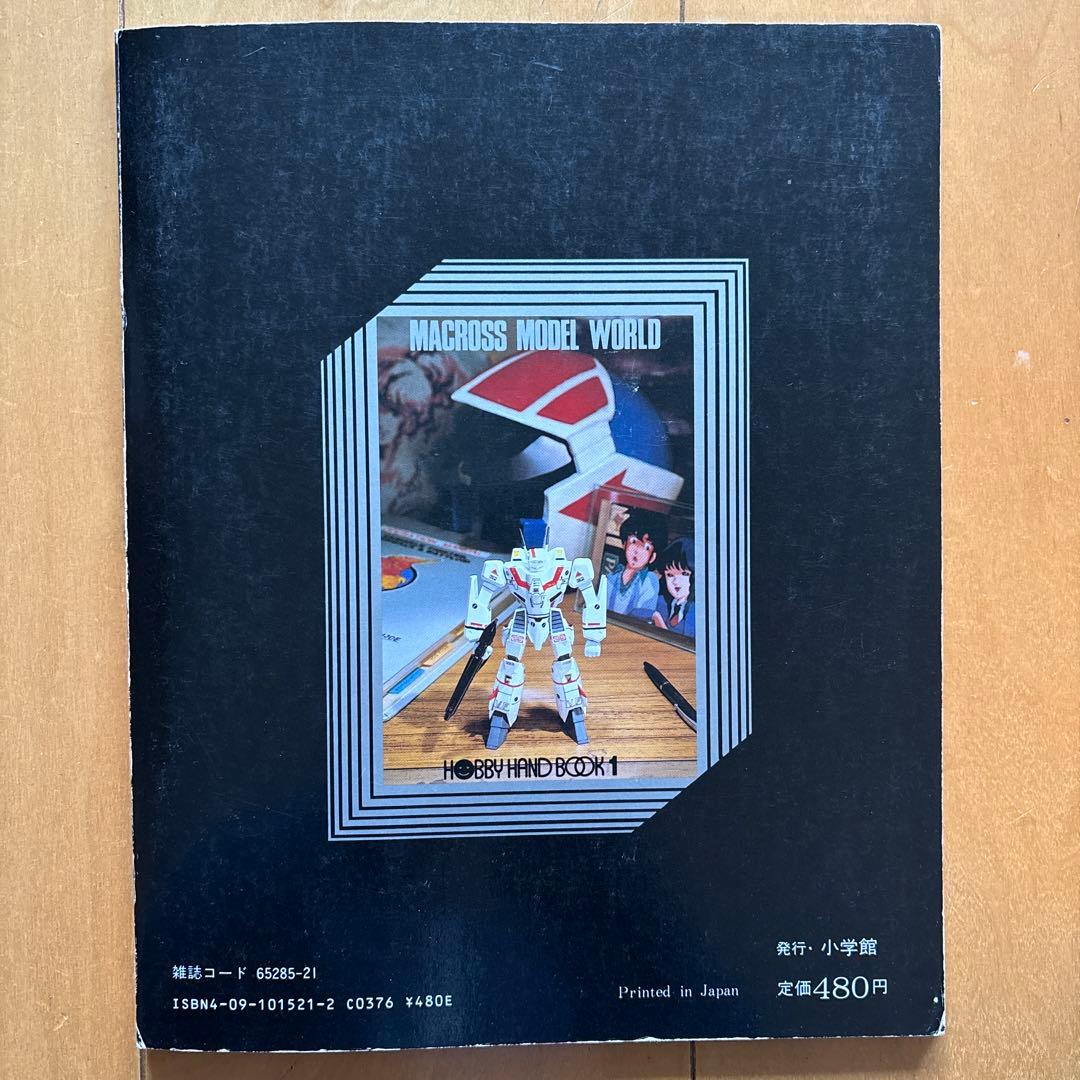 MACROSS MODEL WORLD
HOBBY HAND BOOK 1
発行・小学館
雑誌コード 65285-21
ISBN4-09-101521-2 C0376 ¥480E
Printed in Japan
定価480円